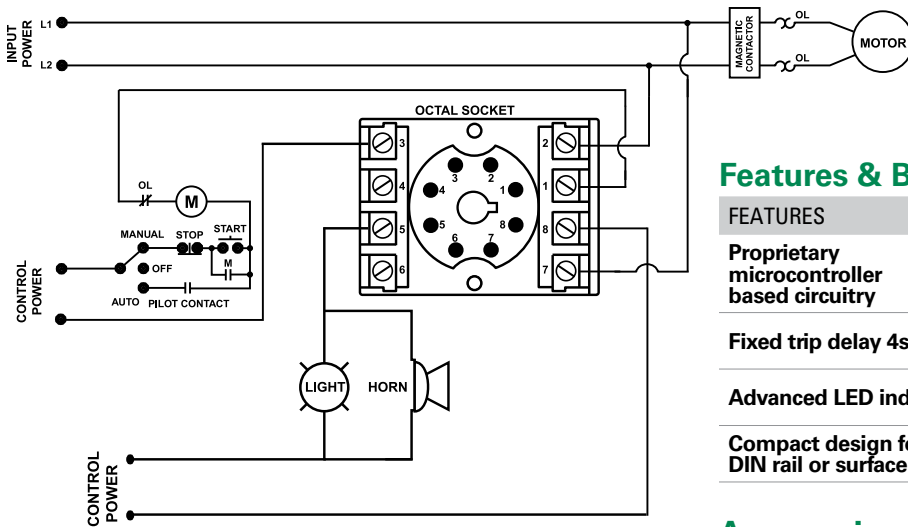 INPUT
POWER
L1
L2
MAGNETIC
CONTACTOR
OL
OL
MOTOR
OCTAL SOCKET
3
4
5
6
2
1
8
7
3
2
4
1
5
8
6
7
OL
M
MANUAL
STOP
START
OFF
M
AUTO
PILOT CONTACT
CONTROL
POWER
LIGHT
HORN
CONTROL
POWER
Features & B
FEATURES
Proprietary
microcontroller
based circuitry
Fixed trip delay 4s
Advanced LED ind
Compact design fo
DIN rail or surface